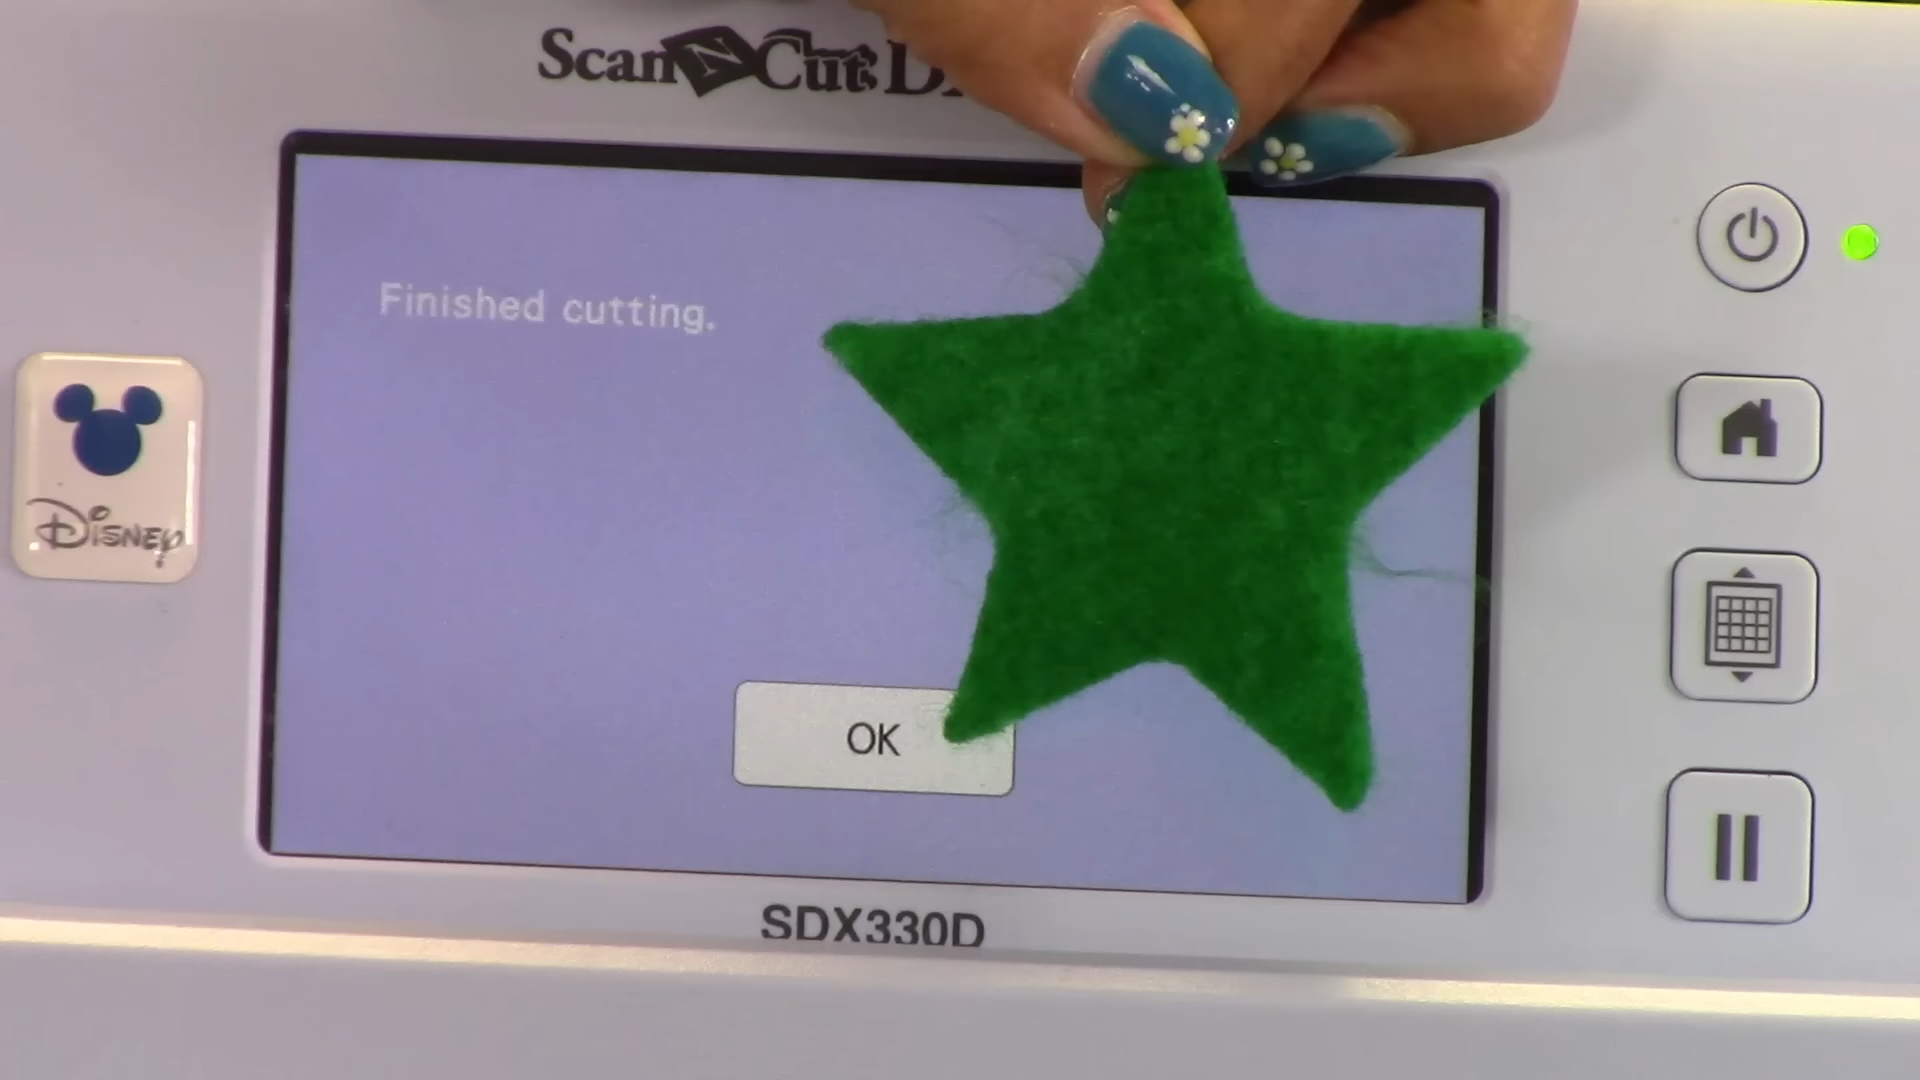 ScanNCut D
Finished cutting.
Disney
OK
SDX330D